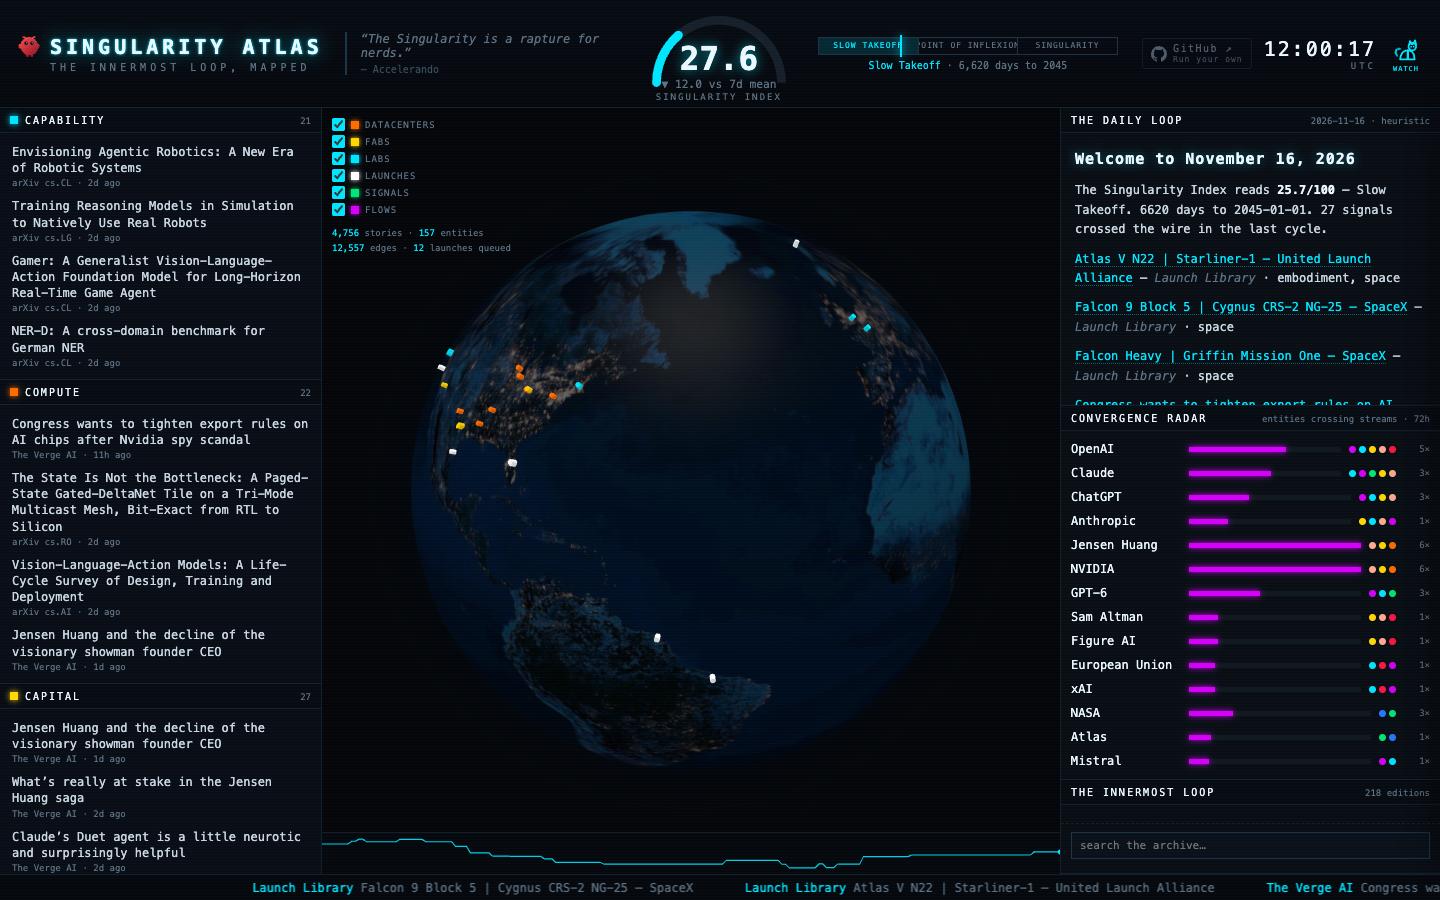 SINGULARITY ATLAS
THE INNERMOST LOOP, MAPPED
“The Singularity is a rapture for
nerds.”
— Accelerando
27.6
▼ 12.0 vs 7d mean
SINGULARITY INDEX
SLOW TAKEOFF
POINT OF INFLEXION
SINGULARITY
Slow Takeoff · 6,620 days to 2045
GitHub ↗
Run your own
12:00:17
UTC
WATCH
CAPABILITY 21
Envisioning Agentic Robotics: A New Era
of Robotic Systems
arXiv cs.CL · 2d ago
Training Reasoning Models in Simulation
to Natively Use Real Robots
arXiv cs.LG · 2d ago
Gamer: A Generalist Vision-Language-
Action Foundation Model for Long-Horizon
Real-Time Game Agent
arXiv cs.CL · 2d ago
NER-D: A cross-domain benchmark for
German NER
arXiv cs.CL · 2d ago
COMPUTE 22
Congress wants to tighten export rules on
AI chips after Nvidia spy scandal
The Verge AI · 11h ago
The State Is Not the Bottleneck: A Paged-
State Gated-DeltaNet Tile on a Tri-Mode
Multicast Mesh, Bit-Exact from RTL to
Silicon
arXiv cs.RO · 2d ago
Vision-Language-Action Models: A Life-
Cycle Survey of Design, Training and
Deployment
arXiv cs.AI · 2d ago
Jensen Huang and the decline of the
visionary showman founder CEO
The Verge AI · 1d ago
CAPITAL 27
Jensen Huang and the decline of the
visionary showman founder CEO
The Verge AI · 1d ago
What’s really at stake in the Jensen
Huang saga
The Verge AI · 2d ago
Claude’s Duet agent is a little neurotic
and surprisingly helpful
The Verge AI · 2d ago
DATACENTERS
FABS
LABS
LAUNCHES
SIGNALS
FLOWS
4,756 stories · 157 entities
12,557 edges · 12 launches queued
THE DAILY LOOP 2026-11-16 · heuristic
Welcome to November 16, 2026
The Singularity Index reads 25.7/100 — Slow
Takeoff. 6620 days to 2045-01-01. 27 signals
crossed the wire in the last cycle.
Atlas V N22 | Starliner-1 — United Launch
Alliance — Launch Library · embodiment, space
Falcon 9 Block 5 | Cygnus CRS-2 NG-25 — SpaceX —
Launch Library · space
Falcon Heavy | Griffin Mission One — SpaceX —
Launch Library · space
Congress wants to tighten export rules on AI
CONVERGENCE RADAR entities crossing streams · 72h
OpenAI 5×
Claude 3×
ChatGPT 3×
Anthropic 1×
Jensen Huang 6×
NVIDIA 6×
GPT-6 3×
Sam Altman 1×
Figure AI 1×
European Union 1×
xAI 1×
NASA 3×
Atlas 1×
Mistral 1×
THE INNERMOST LOOP 218 editions
search the archive…
Launch Library Falcon 9 Block 5 | Cygnus CRS-2 NG-25 — SpaceX Launch Library Atlas V N22 | Starliner-1 — United Launch Alliance The Verge AI Congress wa